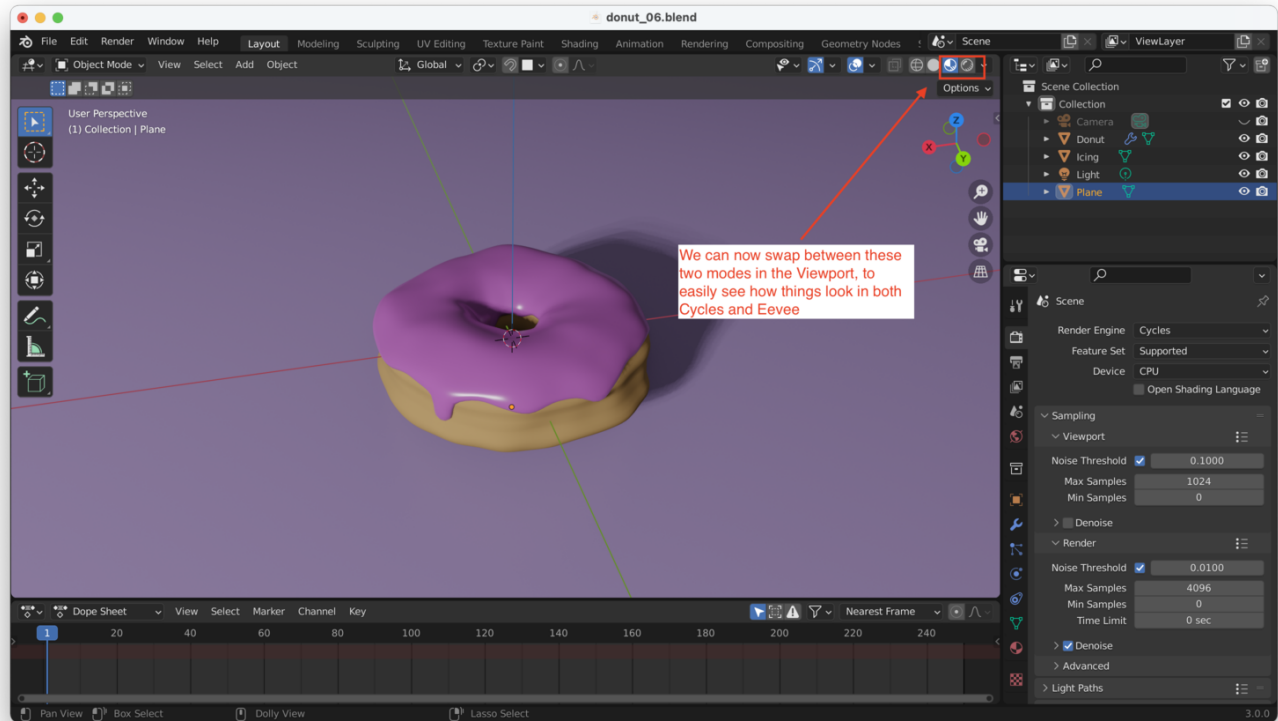 donut_06.blend
File Edit Render Window Help Layout Modeling Sculpting UV Editing Texture Paint Shading Animation Rendering Compositing Geometry Nodes Scene ViewLayer
Object Mode View Select Add Object Global
Options
User Perspective
(1) Collection | Plane
Z
X
Y
We can now swap between these
two modes in the Viewport, to
easily see how things look in both
Cycles and Eevee
Scene Collection
Collection
Camera
Donut
Icing
Light
Plane
Scene
Render Engine Cycles
Feature Set Supported
Device CPU
Open Shading Language
Sampling
Viewport
Noise Threshold 0.1000
Max Samples 1024
Min Samples 0
Denoise
Render
Noise Threshold 0.0100
Max Samples 4096
Min Samples 0
Time Limit 0 sec
Denoise
Advanced
Light Paths
Dope Sheet View Select Marker Channel Key Nearest Frame
1 20 40 60 80 100 120 140 160 180 200 220 240
Pan View Box Select Dolly View Lasso Select 3.0.0